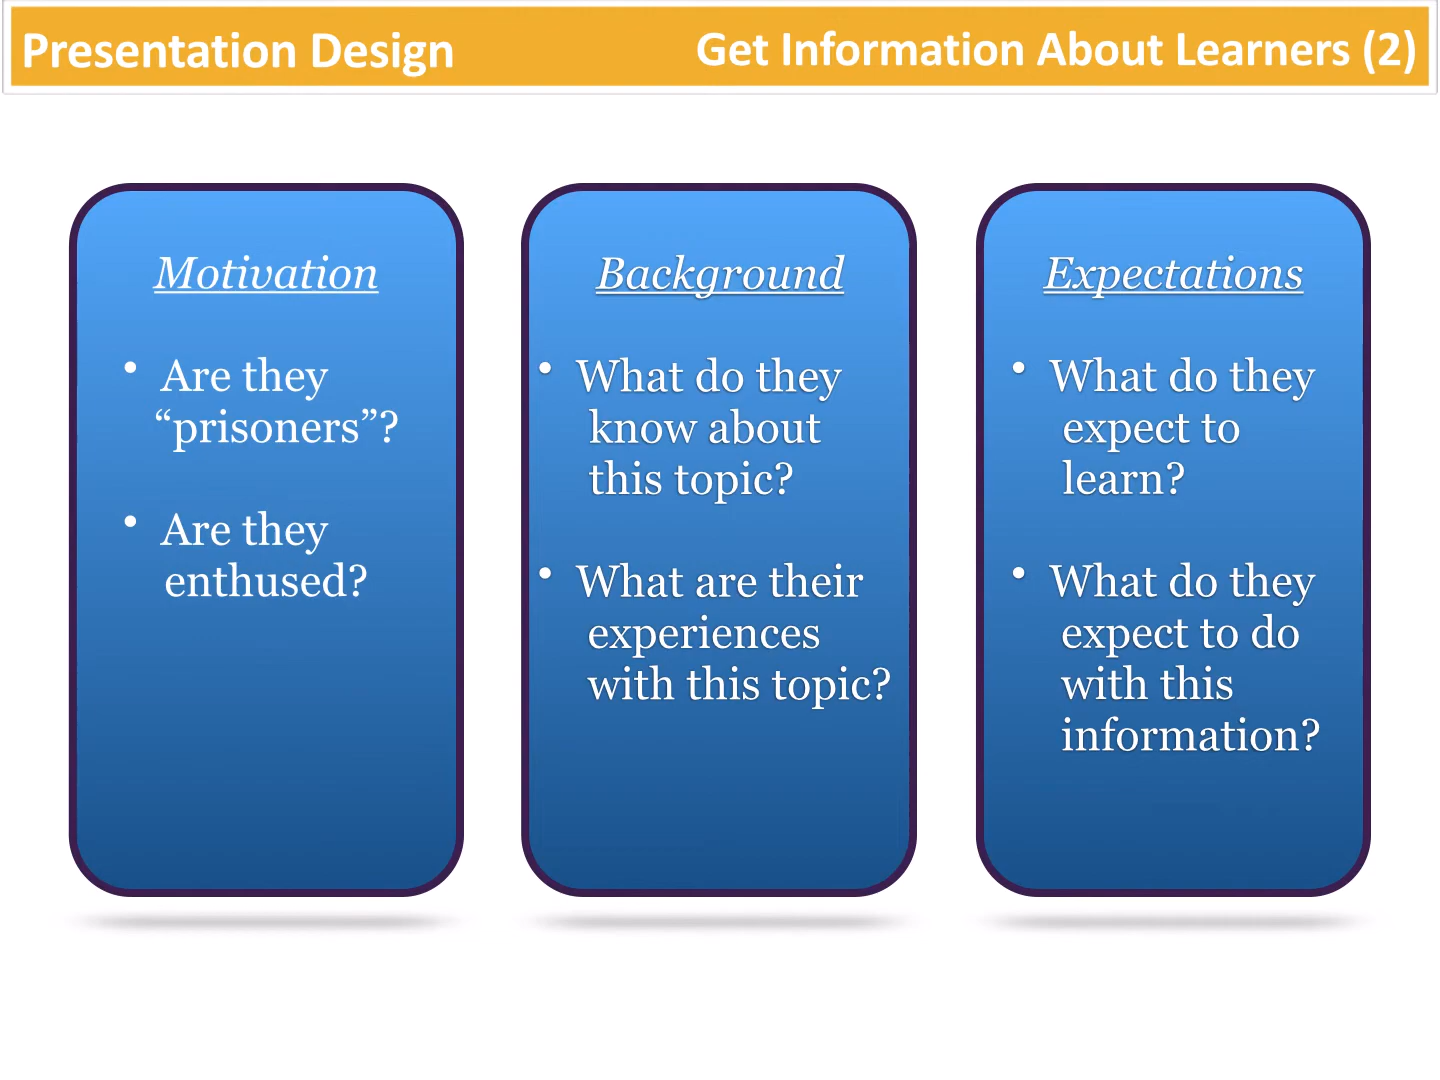 Presentation Design
Get Information About Learners (2)
Motivation
• Are they
“prisoners”?
• Are they
enthused?
Background
• What do they
know about
this topic?
• What are their
experiences
with this topic?
Expectations
• What do they
expect to
learn?
• What do they
expect to do
with this
information?